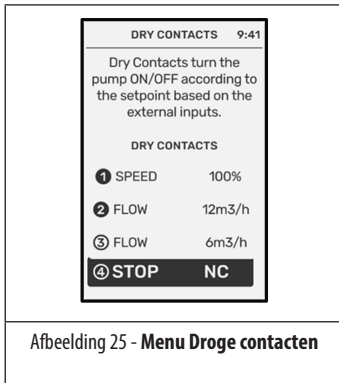 DRY CONTACTS 9:41
Dry Contacts turn the
pump ON/OFF according to
the setpoint based on the
external inputs.
DRY CONTACTS
1 SPEED 100%
2 FLOW 12m3/h
3 FLOW 6m3/h
4 STOP NC
Afbeelding 25 - Menu Droge contacten